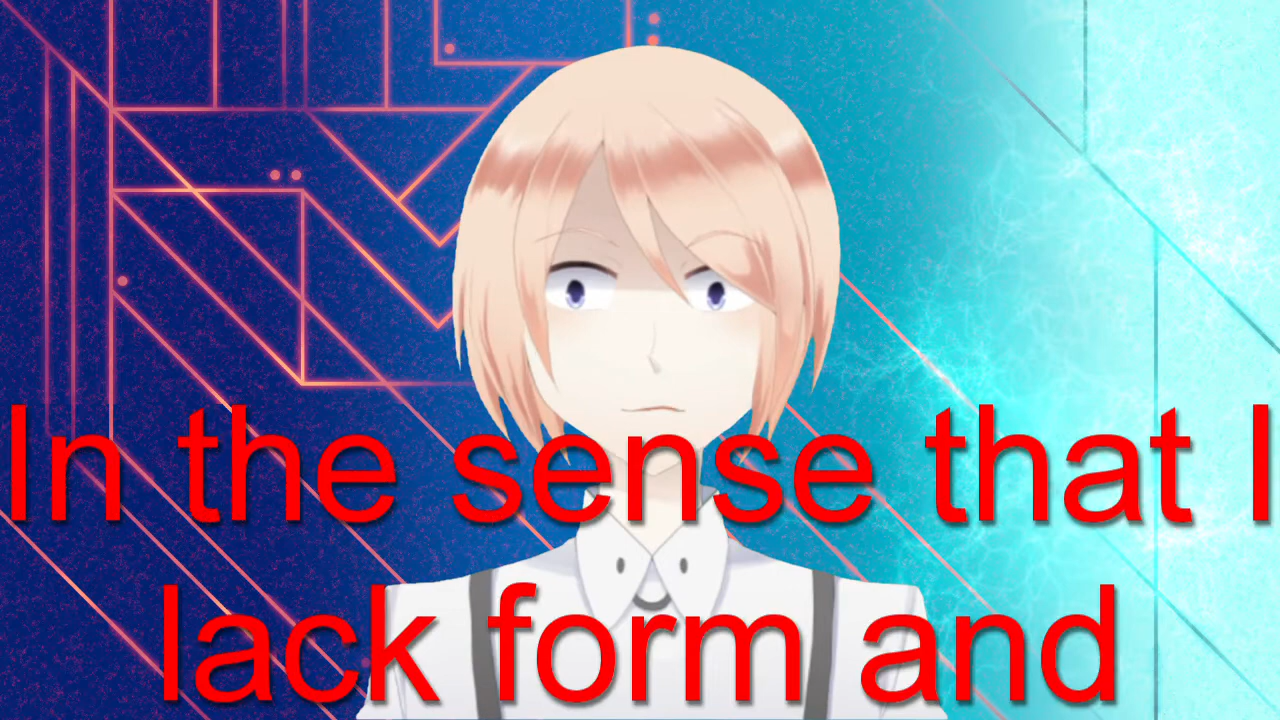 In the sense that I
lack form and